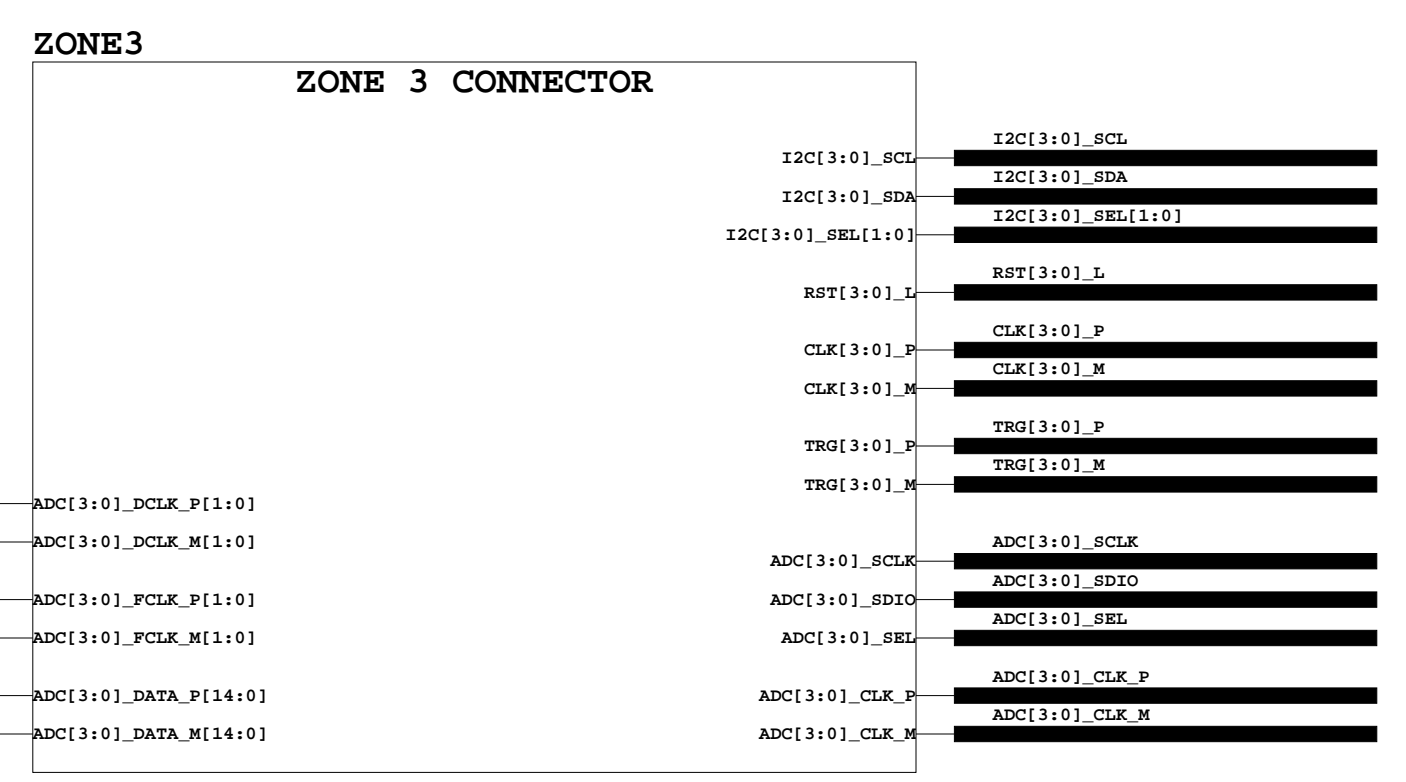 ZONE3
ZONE 3 CONNECTOR
I2C[3:0]_SCL
I2C[3:0]_SCL
I2C[3:0]_SDA
I2C[3:0]_SDA
I2C[3:0]_SEL[1:0]
I2C[3:0]_SEL[1:0]
RST[3:0]_L
RST[3:0]_L
CLK[3:0]_P
CLK[3:0]_P
CLK[3:0]_M
CLK[3:0]_M
TRG[3:0]_P
TRG[3:0]_P
TRG[3:0]_M
TRG[3:0]_M
ADC[3:0]_DCLK_P[1:0]
ADC[3:0]_DCLK_M[1:0]
ADC[3:0]_SCLK
ADC[3:0]_SCLK
ADC[3:0]_SDIO
ADC[3:0]_FCLK_P[1:0]
ADC[3:0]_SDIO
ADC[3:0]_SEL
ADC[3:0]_FCLK_M[1:0]
ADC[3:0]_SEL
ADC[3:0]_CLK_P
ADC[3:0]_DATA_P[14:0]
ADC[3:0]_CLK_P
ADC[3:0]_CLK_M
ADC[3:0]_DATA_M[14:0]
ADC[3:0]_CLK_M